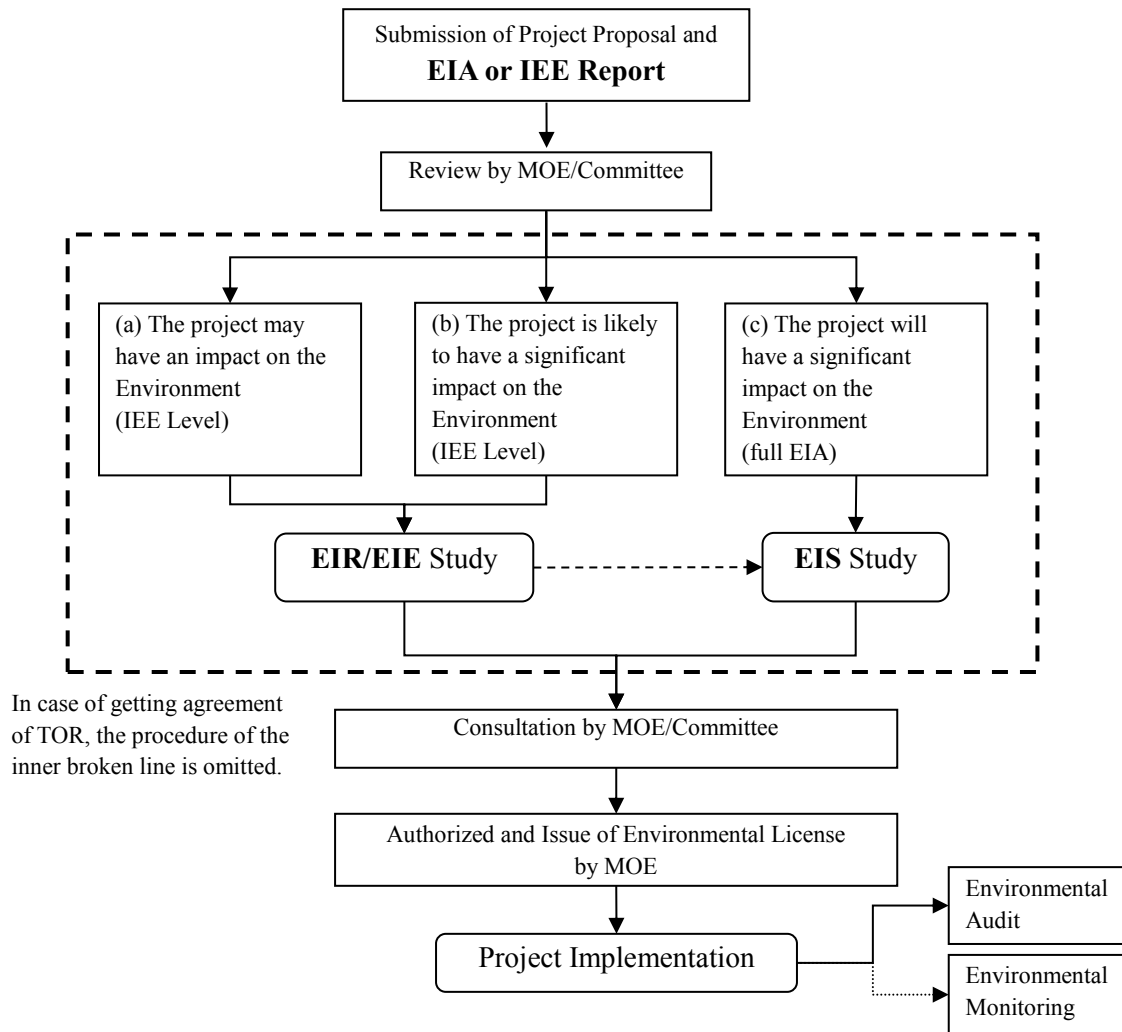 Submission of Project Proposal and
EIA or IEE Report
Review by MOE/Committee
(a) The project may
have an impact on the
Environment
(IEE Level)
(b) The project is likely
to have a significant
impact on the
Environment
(IEE Level)
(c) The project will
have a significant
impact on the
Environment
(full EIA)
EIR/EIE Study
EIS Study
In case of getting agreement
of TOR, the procedure of the
inner broken line is omitted.
Consultation by MOE/Committee
Authorized and Issue of Environmental License
by MOE
Project Implementation
Environmental
Audit
Environmental
Monitoring